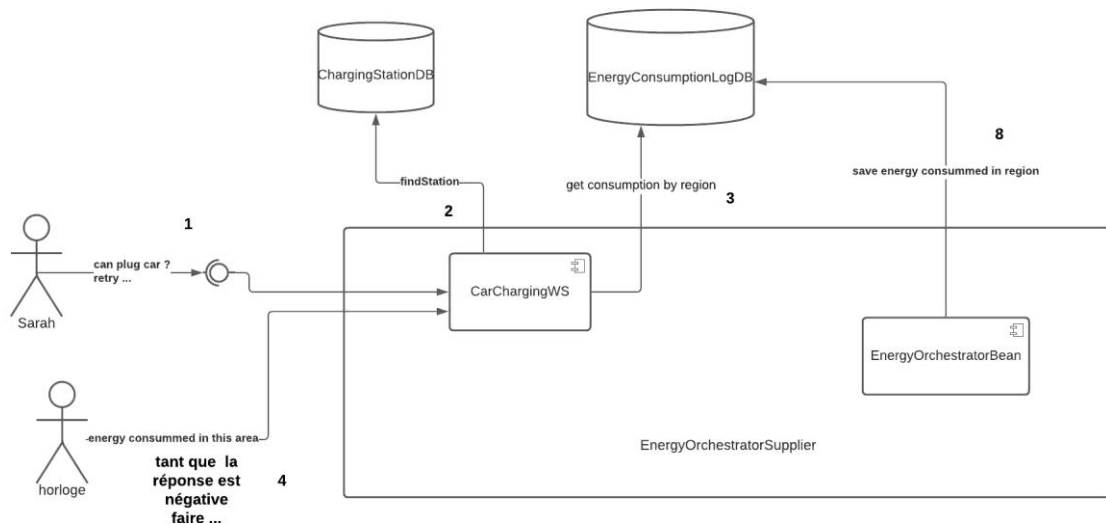 ChargingStationDB
EnergyConsumptionLogDB
8
findStation
get consumption by region
save energy consummed in region
1
2
3
can plug car ?
retry ...
CarChargingWS
Sarah
EnergyOrchestratorBean
energy consummed in this area
EnergyOrchestratorSupplier
tant que la
réponse est
négative
faire ...
4
horloge